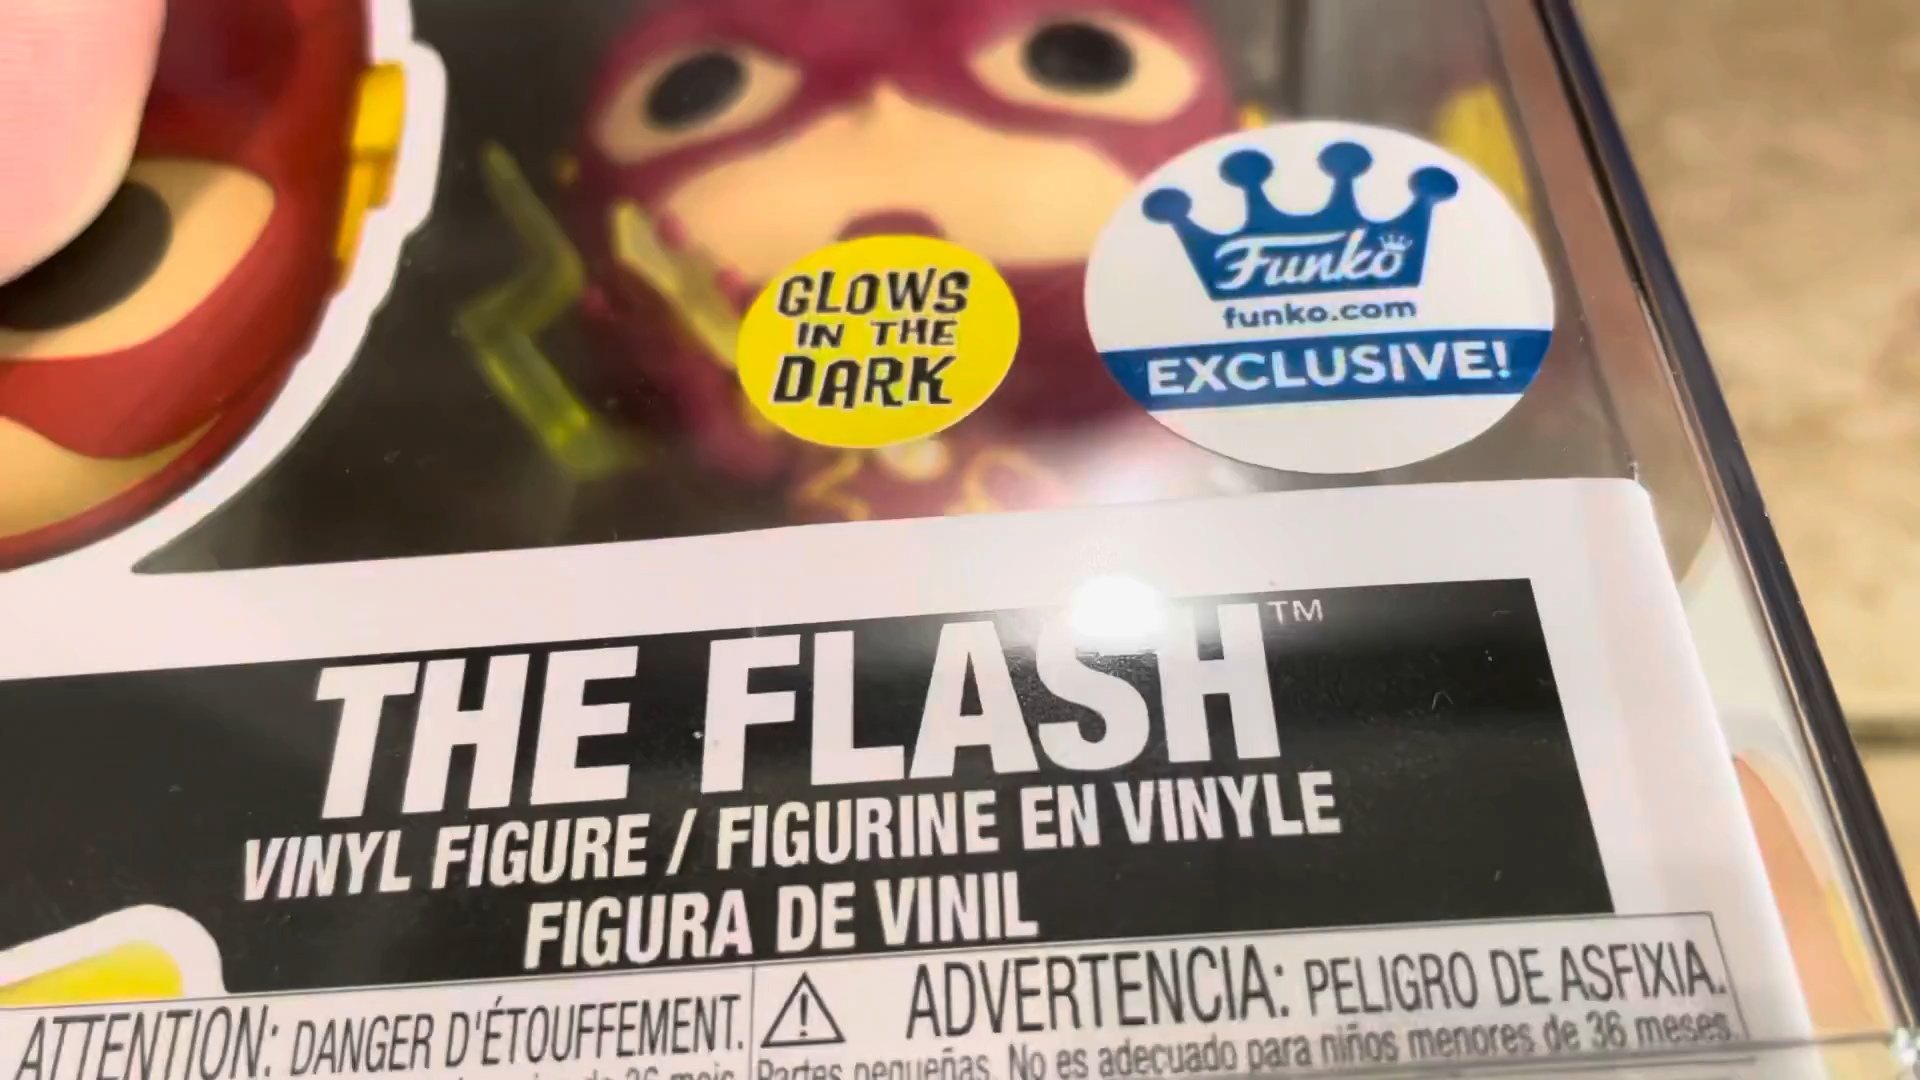 GLOWS
IN THE
DARK
Funko
funko.com
EXCLUSIVE!
THE FLASH™
VINYL FIGURE / FIGURINE EN VINYLE
FIGURA DE VINIL
ATTENTION: DANGER D'ÉTOUFFEMENT.
ADVERTENCIA: PELIGRO DE ASFIXIA.
Partes pequeñas. No es adecuado para niños menores de 36 meses.